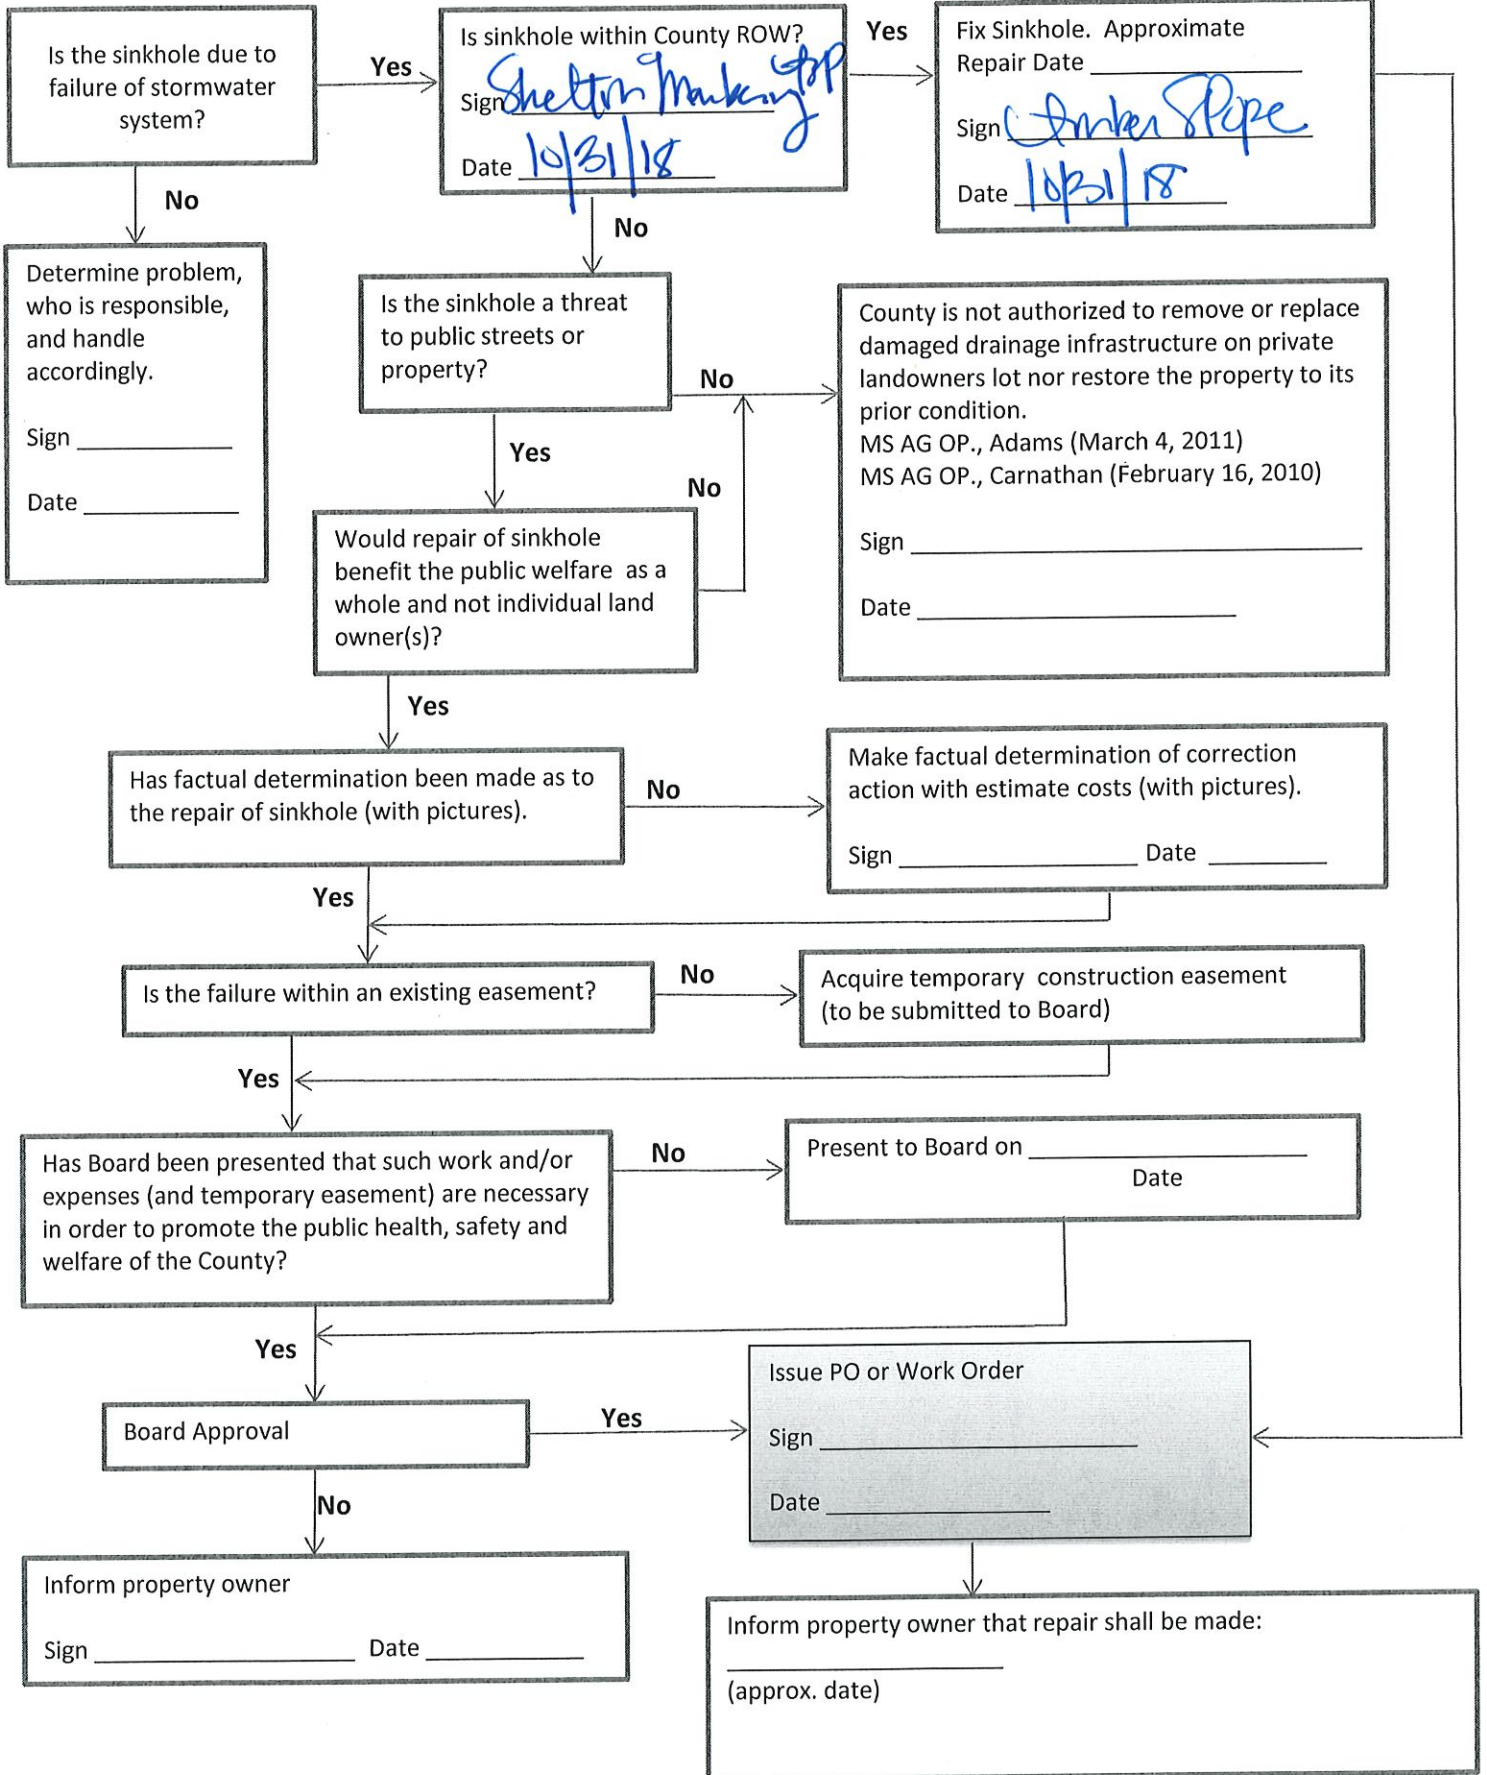 Is the sinkhole due to
failure of stormwater
system?
Yes
Is sinkhole within County ROW?
Sign Shelton
Date 10/31/18
Yes
Fix Sinkhole. Approximate
Repair Date
Sign Amber Pope
Date 10/31/18
No
No
Determine problem,
who is responsible,
and handle
accordingly.
Sign
Date
Is the sinkhole a threat
to public streets or
property?
No
County is not authorized to remove or replace
damaged drainage infrastructure on private
landowners lot nor restore the property to its
prior condition.
MS AG OP., Adams (March 4, 2011)
MS AG OP., Carnathan (February 16, 2010)
Sign
Date
Yes
No
Would repair of sinkhole
benefit the public welfare as a
whole and not individual land
owner(s)?
Yes
Has factual determination been made as to
the repair of sinkhole (with pictures).
No
Make factual determination of correction
action with estimate costs (with pictures).
Sign Date
Yes
Is the failure within an existing easement?
No
Acquire temporary construction easement
(to be submitted to Board)
Yes
Has Board been presented that such work and/or
expenses (and temporary easement) are necessary
in order to promote the public health, safety and
welfare of the County?
No
Present to Board on
Date
Yes
Board Approval
Yes
Issue PO or Work Order
Sign
Date
No
Inform property owner
Sign Date
Inform property owner that repair shall be made:
(approx. date)